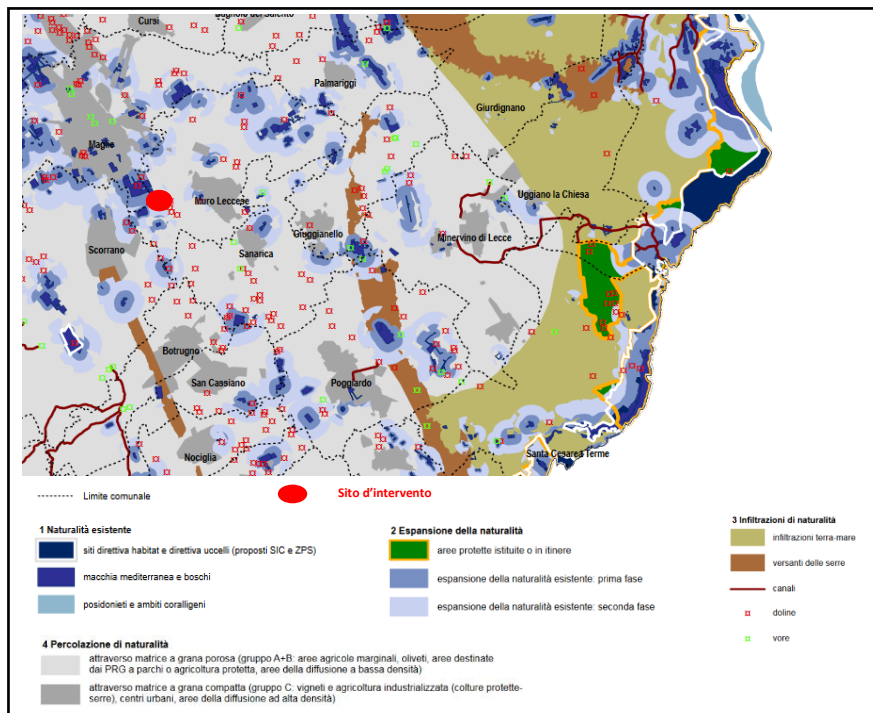 Cursi
Bagnolo del Salento
Palmariggi
Giurdignano
Maglie
Muro Leccese
Uggiano la Chiesa
Giuggianello
Minervino di Lecce
Scorrano
Sanarica
Botrugno
San Cassiano
Poggiardo
Nociglia
Santa Cesarea Terme
Limite comunale
Sito d'intervento
1 Naturalità esistente
siti direttiva habitat e direttiva uccelli (proposti SIC e ZPS)
macchia mediterranea e boschi
posidonieti e ambiti coralligeni
2 Espansione della naturalità
aree protette istituite o in itinere
espansione della naturalità esistente: prima fase
espansione della naturalità esistente: seconda fase
3 Infiltrazioni di naturalità
infiltrazioni terra-mare
versanti delle serre
canali
doline
vore
4 Percolazione di naturalità
attraverso matrice a grana porosa (gruppo A+B: aree agricole marginali, oliveti, aree destinate
dai PRG a parchi o agricoltura protetta, aree della diffusione a bassa densità)
attraverso matrice a grana compatta (gruppo C: vigneti e agricoltura industrializzata (colture protette-
serre), centri urbani, aree della diffusione ad alta densità)